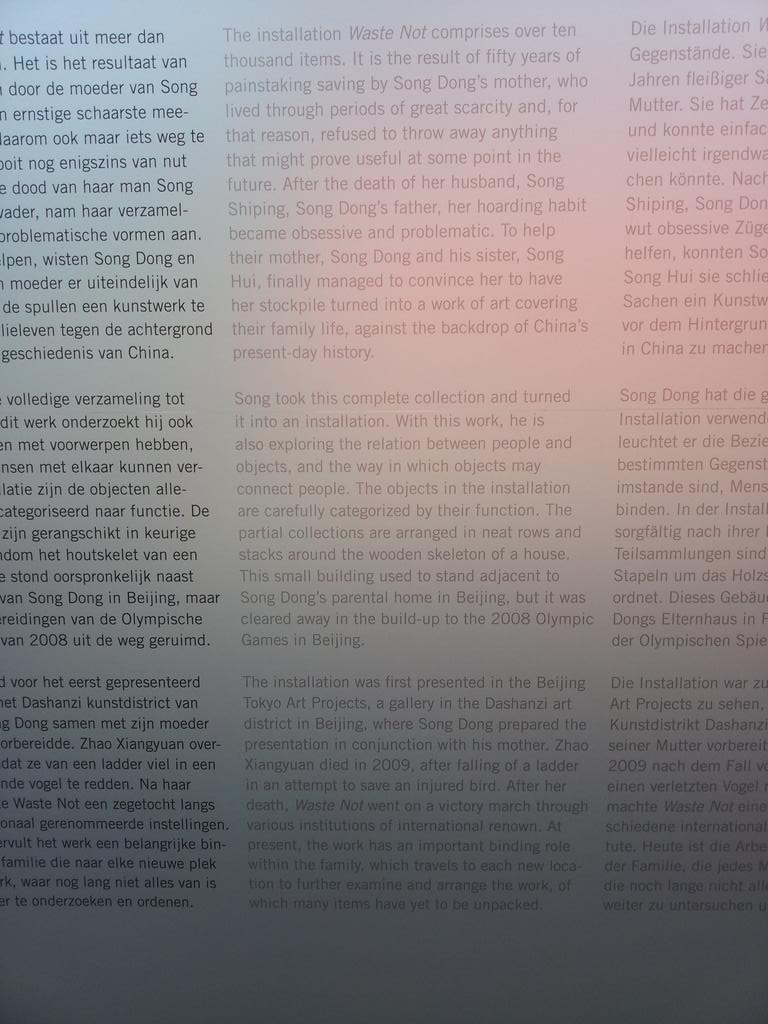 t bestaat uit meer dan
. Het is het resultaat van
door de moeder van Song
n ernstige schaarste mee-
daarom ook maar iets weg te
ooit nog enigszins van nut
e dood van haar man Song
vader, nam haar verzamel-
problematische vormen aan.
elpen, wisten Song Dong en
n moeder er uiteindelijk van
de spullen een kunstwerk te
ilieleven tegen de achtergrond
geschiedenis van China.
e volledige verzameling tot
dit werk onderzoekt hij ook
en met voorwerpen hebben,
nsen met elkaar kunnen ver-
llatie zijn de objecten alle-
categoriseerd naar functie. De
zijn gerangschikt in keurige
ndom het houtskelet van een
e stond oorspronkelijk naast
van Song Dong in Beijing, maar
ereidingen van de Olympische
van 2008 uit de weg geruimd.
d voor het eerst gepresenteerd
het Dashanzi kunstdistrict van
g Dong samen met zijn moeder
orbereidde. Zhao Xiangyuan over-
dat ze van een ladder viel in een
nde vogel te redden. Na haar
e Waste Not een zegetocht langs
onaal gerenommeerde instellingen.
ervult het werk een belangrijke bin-
familie die naar elke nieuwe plek
rk, waar nog lang niet alles van is
er te onderzoeken en ordenen.
The installation Waste Not comprises over ten
thousand items. It is the result of fifty years of
painstaking saving by Song Dong's mother, who
lived through periods of great scarcity and, for
that reason, refused to throw away anything
that might prove useful at some point in the
future. After the death of her husband, Song
Shiping, Song Dong's father, her hoarding habit
became obsessive and problematic. To help
their mother, Song Dong and his sister, Song
Hui, finally managed to convince her to have
her stockpile turned into a work of art covering
their family life, against the backdrop of China's
present-day history.
Song took this complete collection and turned
it into an installation. With this work, he is
also exploring the relation between people and
objects, and the way in which objects may
connect people. The objects in the installation
are carefully categorized by their function. The
partial collections are arranged in neat rows and
stacks around the wooden skeleton of a house.
This small building used to stand adjacent to
Song Dong's parental home in Beijing, but it was
cleared away in the build-up to the 2008 Olympic
Games in Beijing.
The installation was first presented in the Beijing
Tokyo Art Projects, a gallery in the Dashanzi art
district in Beijing, where Song Dong prepared the
presentation in conjunction with his mother. Zhao
Xiangyuan died in 2009, after falling of a ladder
in an attempt to save an injured bird. After her
death, Waste Not went on a victory march through
various institutions of international renown. At
present, the work has an important binding role
within the family, which travels to each new loca-
tion to further examine and arrange the work, of
which many items have yet to be unpacked.
Die Installation W
Gegenstände. Sie
Jahren fleißiger Sa
Mutter. Sie hat Ze
und konnte einfac
vielleicht irgendwa
chen könnte. Nach
Shiping, Song Don
wut obsessive Züge
helfen, konnten So
Song Hui sie schlie
Sachen ein Kunstw
vor dem Hintergrun
in China zu machen
Song Dong hat die g
Installation verwende
leuchtet er die Bezie
bestimmten Gegenst
imstande sind, Mens
binden. In der Install
sorgfältig nach ihrer
Teilsammlungen sind
Stapeln um das Holzs
ordnet. Dieses Gebäu
Dongs Elternhaus in
der Olympischen Spie
Die Installation war zu
Art Projects zu sehen,
Kunstdistrikt Dashanzi
seiner Mutter vorbereit
2009 nach dem Fall vo
einen verletzten Vogel
machte Waste Not eine
schiedene international
tute. Heute ist die Arbe
der Familie, die jedes M
die noch lange nicht alle
weiter zu untersuchen u